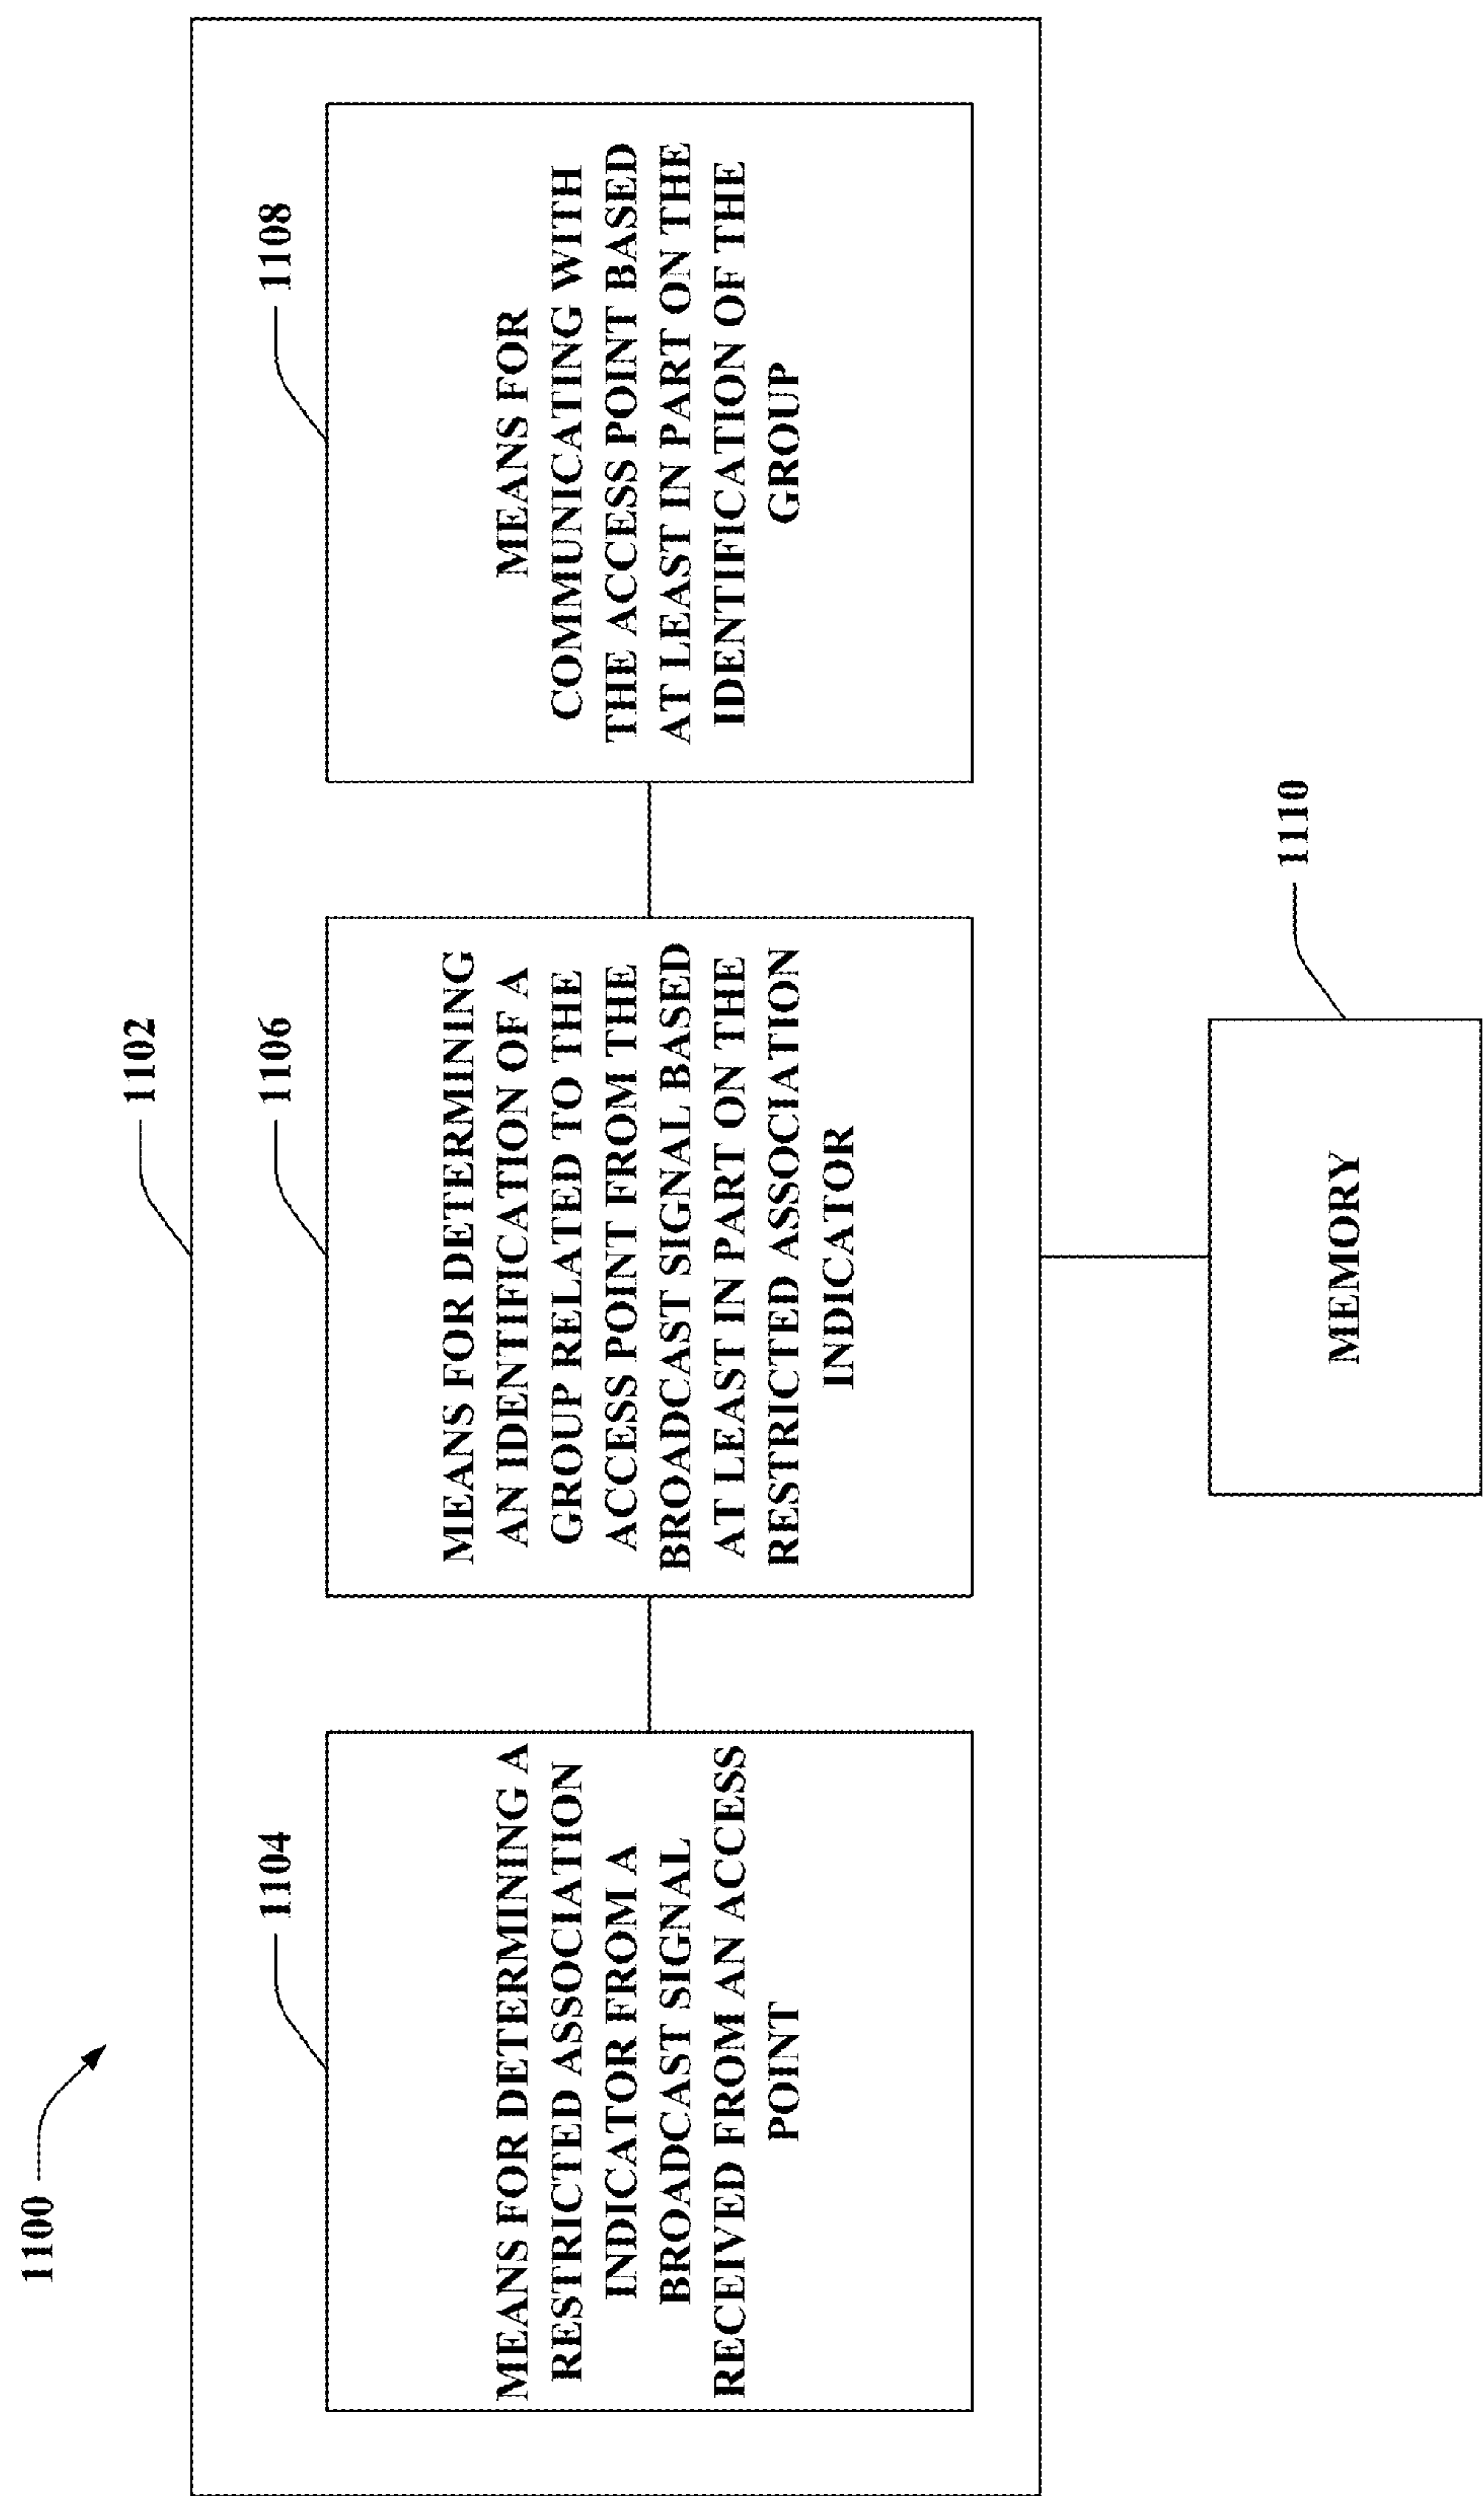 1100
1102
1104
MEANS FOR DETERMINING A
RESTRICTED ASSOCIATION
INDICATOR FROM A
BROADCAST SIGNAL
RECEIVED FROM AN ACCESS
POINT
1106
MEANS FOR DETERMINING
AN IDENTIFICATION OF A
GROUP RELATED TO THE
ACCESS POINT FROM THE
BROADCAST SIGNAL BASED
AT LEAST IN PART ON THE
RESTRICTED ASSOCIATION
INDICATOR
1108
MEANS FOR
COMMUNICATING WITH
THE ACCESS POINT BASED
AT LEAST IN PART ON THE
IDENTIFICATION OF THE
GROUP
1110
MEMORY